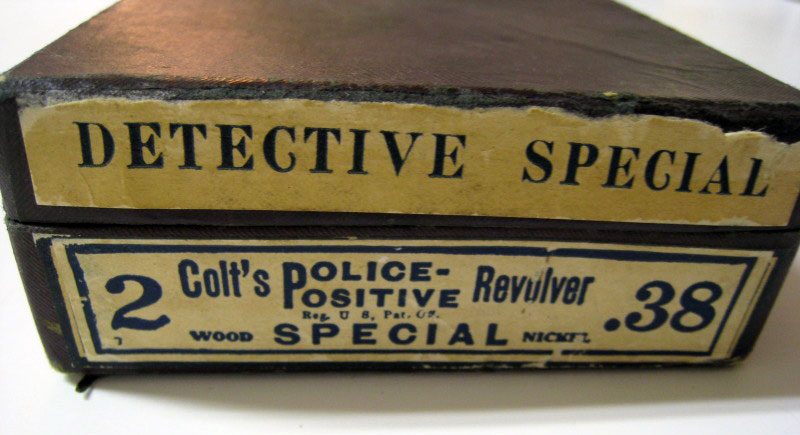 DETECTIVE SPECIAL
2 Colt's POLICE-POSITIVE Revolver .38
Reg. U S, Pat. Off.
WOOD SPECIAL NICKEL